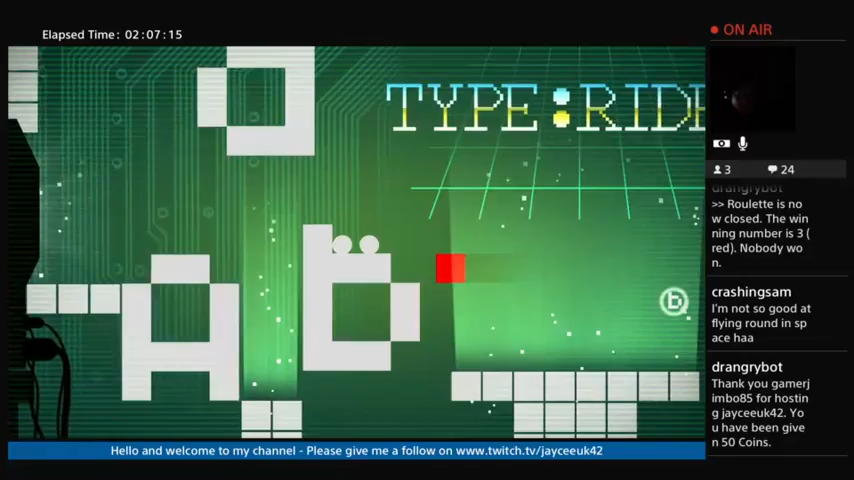 Elapsed Time: 02:07:15
ON AIR
TYPE:RIDE
A b
b
3 24
drangrybot
>> Roulette is no
w closed. The win
ning number is 3 (
red). Nobody wo
n.
crashingsam
I'm not so good at
flying round in sp
ace haa
drangrybot
Thank you gamerj
imbo85 for hostin
g jayceeuk42. Yo
u have been give
n 50 Coins.
Hello and welcome to my channel - Please give me a follow on www.twitch.tv/jayceeuk42